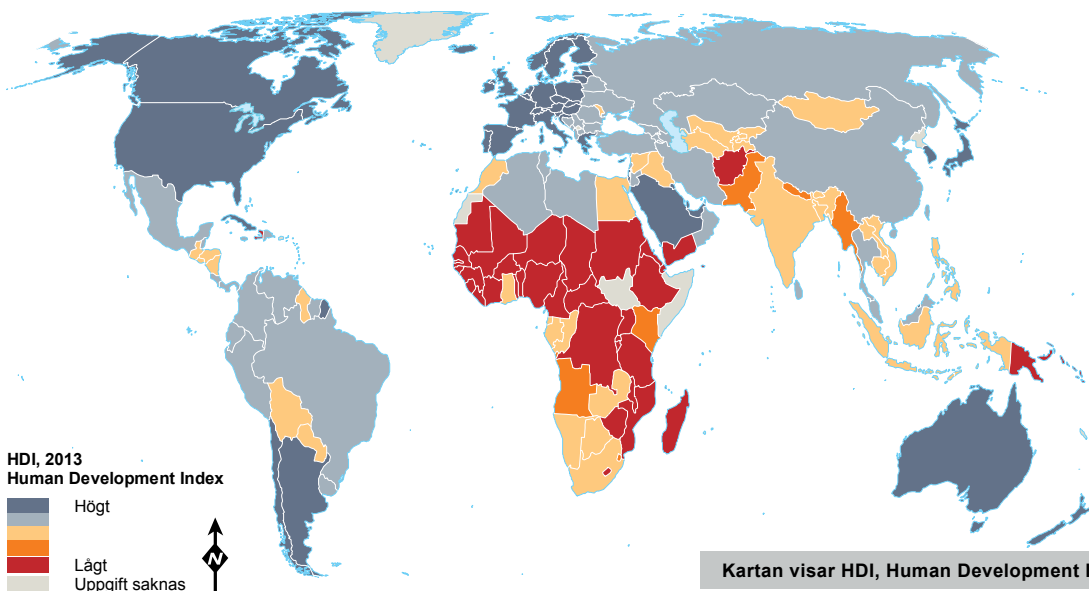 HDI, 2013
Human Development Index
Högt
Lågt
Uppgift saknas
N
Kartan visar HDI, Human Development